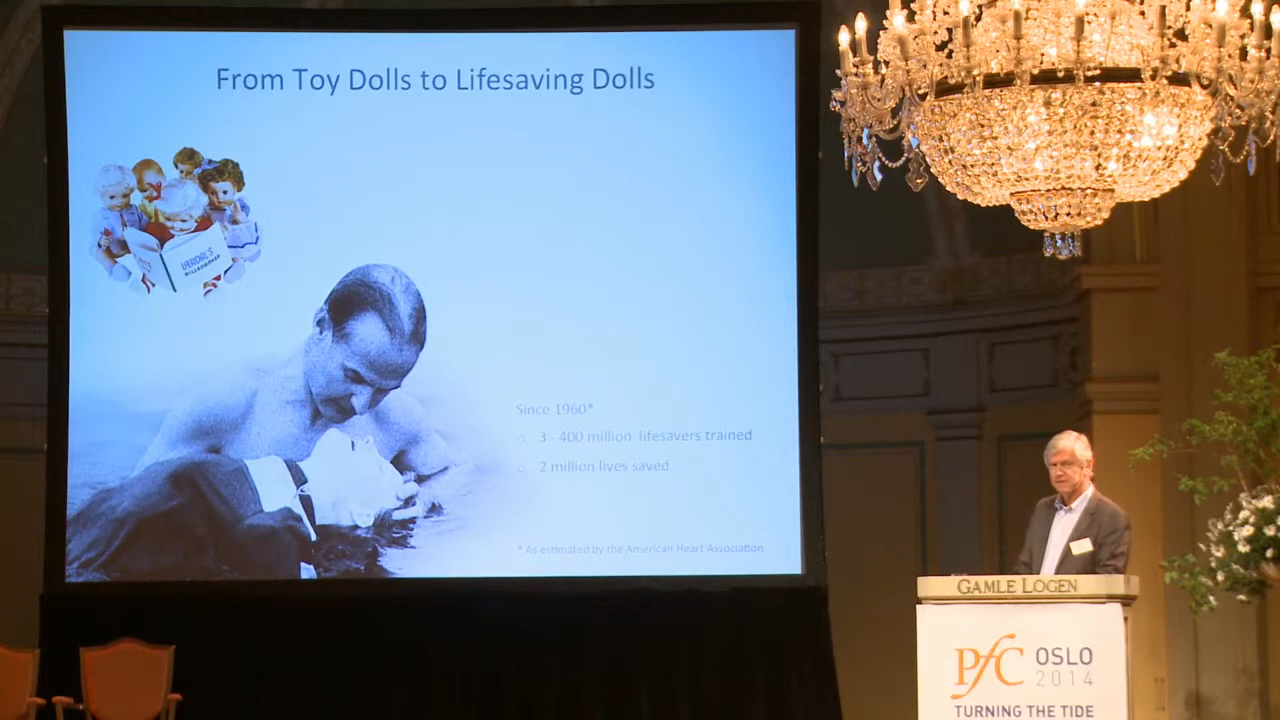 From Toy Dolls to Lifesaving Dolls
LÆRDAL'S
Since 1960*
o 3 - 400 million lifesavers trained
o 2 million lives saved
* As estimated by the American Heart Association
GAMLE LOGEN
PfC OSLO
2014
TURNING THE TIDE